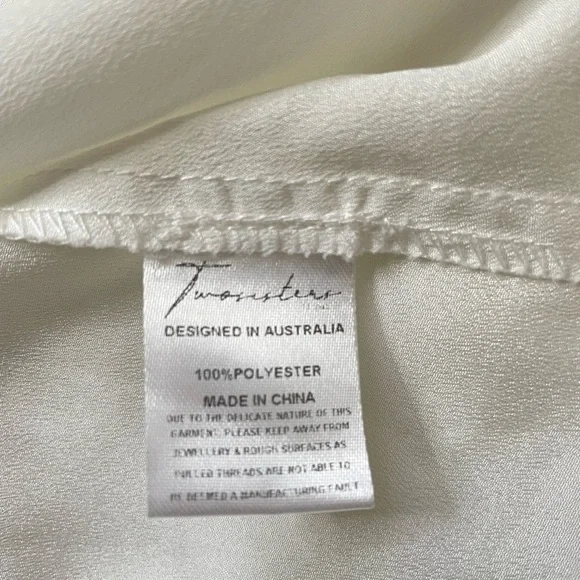 Twosisters
DESIGNED IN AUSTRALIA
100%POLYESTER
MADE IN CHINA
DUE TO THE DELICATE NATURE OF THIS
GARMENT, PLEASE KEEP AWAY FROM
JEWELLERY & ROUGH SURFACES AS
PULLED THREADS ARE NOT ABLE TO
BE DEEMED A MANUFACTURING FAULT